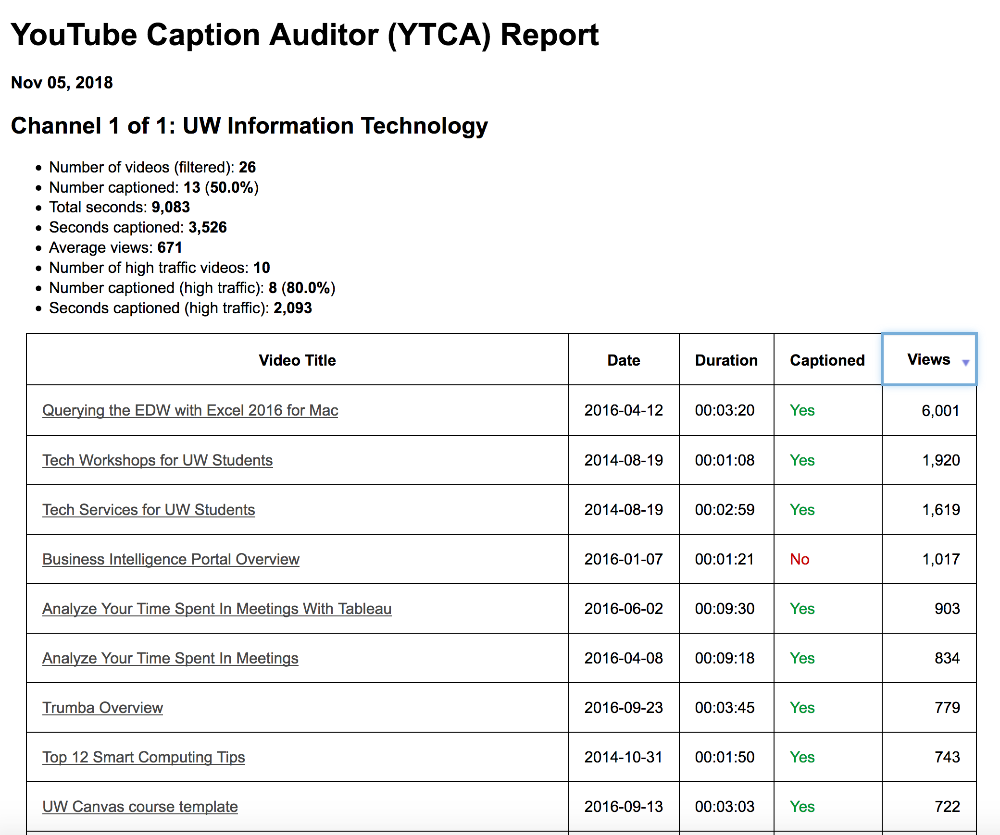 YouTube Caption Auditor (YTCA) Report
Nov 05, 2018
Channel 1 of 1: UW Information Technology
• Number of videos (filtered): 26
• Number captioned: 13 (50.0%)
• Total seconds: 9,083
• Seconds captioned: 3,526
• Average views: 671
• Number of high traffic videos: 10
• Number captioned (high traffic): 8 (80.0%)
• Seconds captioned (high traffic): 2,093
Video Title Date Duration Captioned Views ▼
Querying the EDW with Excel 2016 for Mac 2016-04-12 00:03:20 Yes 6,001
Tech Workshops for UW Students 2014-08-19 00:01:08 Yes 1,920
Tech Services for UW Students 2014-08-19 00:02:59 Yes 1,619
Business Intelligence Portal Overview 2016-01-07 00:01:21 No 1,017
Analyze Your Time Spent In Meetings With Tableau 2016-06-02 00:09:30 Yes 903
Analyze Your Time Spent In Meetings 2016-04-08 00:09:18 Yes 834
Trumba Overview 2016-09-23 00:03:45 Yes 779
Top 12 Smart Computing Tips 2014-10-31 00:01:50 Yes 743
UW Canvas course template 2016-09-13 00:03:03 Yes 722